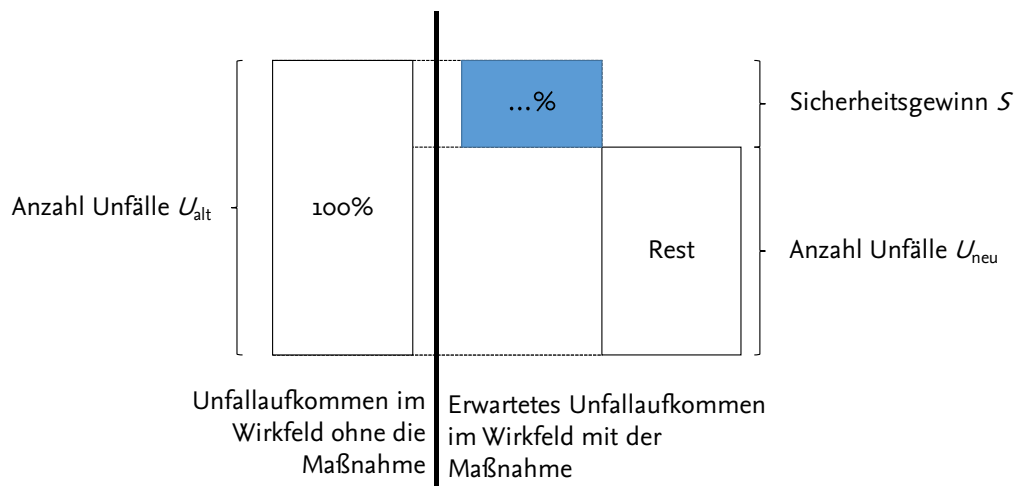 ...%
Sicherheitsgewinn S
Anzahl Unfälle Ualt
100%
Rest
Anzahl Unfälle Uneu
Unfallaufkommen im
Wirkfeld ohne die
Maßnahme
Erwartetes Unfallaufkommen
im Wirkfeld mit der
Maßnahme